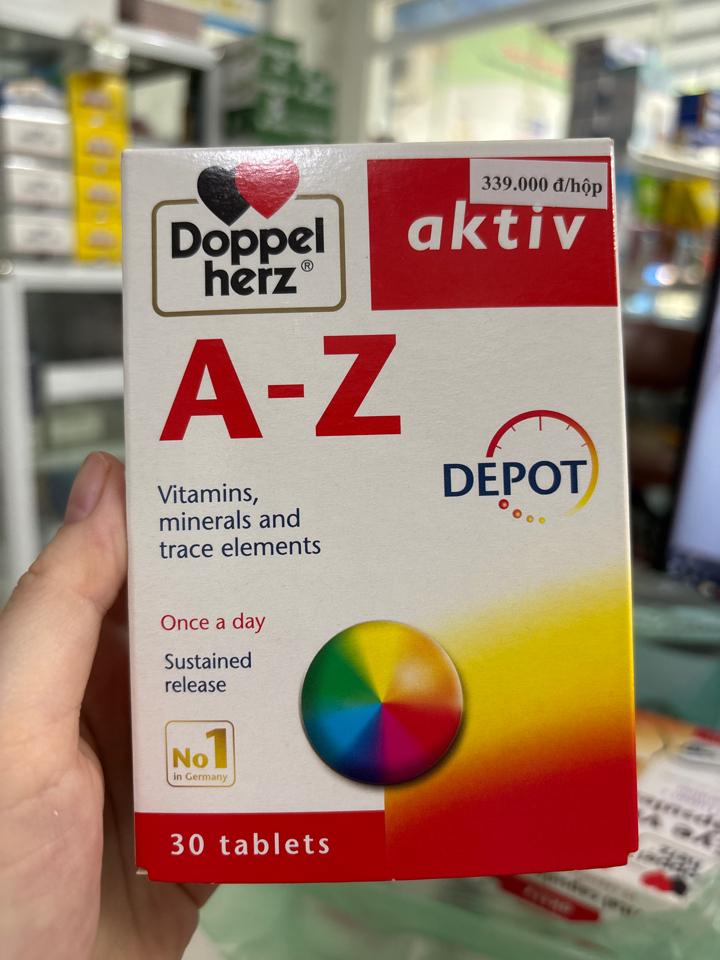 Doppel
herz®
339.000 đ/hộp
aktiv
A-Z
DEPOT
Vitamins,
minerals and
trace elements
Once a day
Sustained
release
No1
in Germany
30 tablets